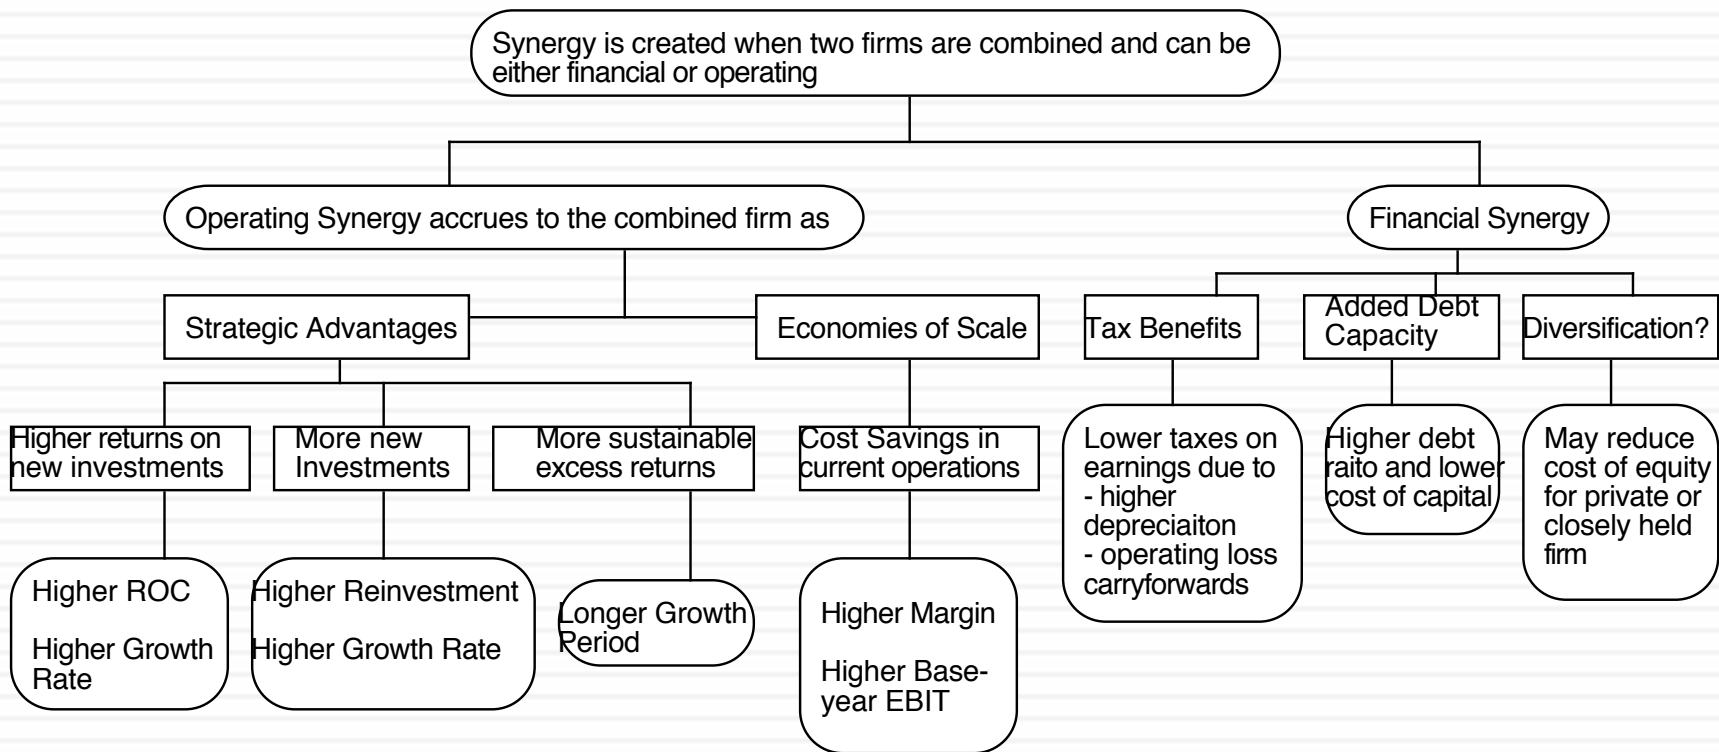 Synergy is created when two firms are combined and can be
either financial or operating
Operating Synergy accrues to the combined firm as
Financial Synergy
Strategic Advantages
Economies of Scale
Tax Benefits
Added Debt
Capacity
Diversification?
Higher returns on
new investments
More new
Investments
More sustainable
excess returns
Cost Savings in
current operations
Lower taxes on
earnings due to
- higher
depreciaiton
- operating loss
carryforwards
Higher debt
raito and lower
cost of capital
May reduce
cost of equity
for private or
closely held
firm
Higher ROC
Higher Growth
Rate
Higher Reinvestment
Higher Growth Rate
Longer Growth
Period
Higher Margin
Higher Base-
year EBIT